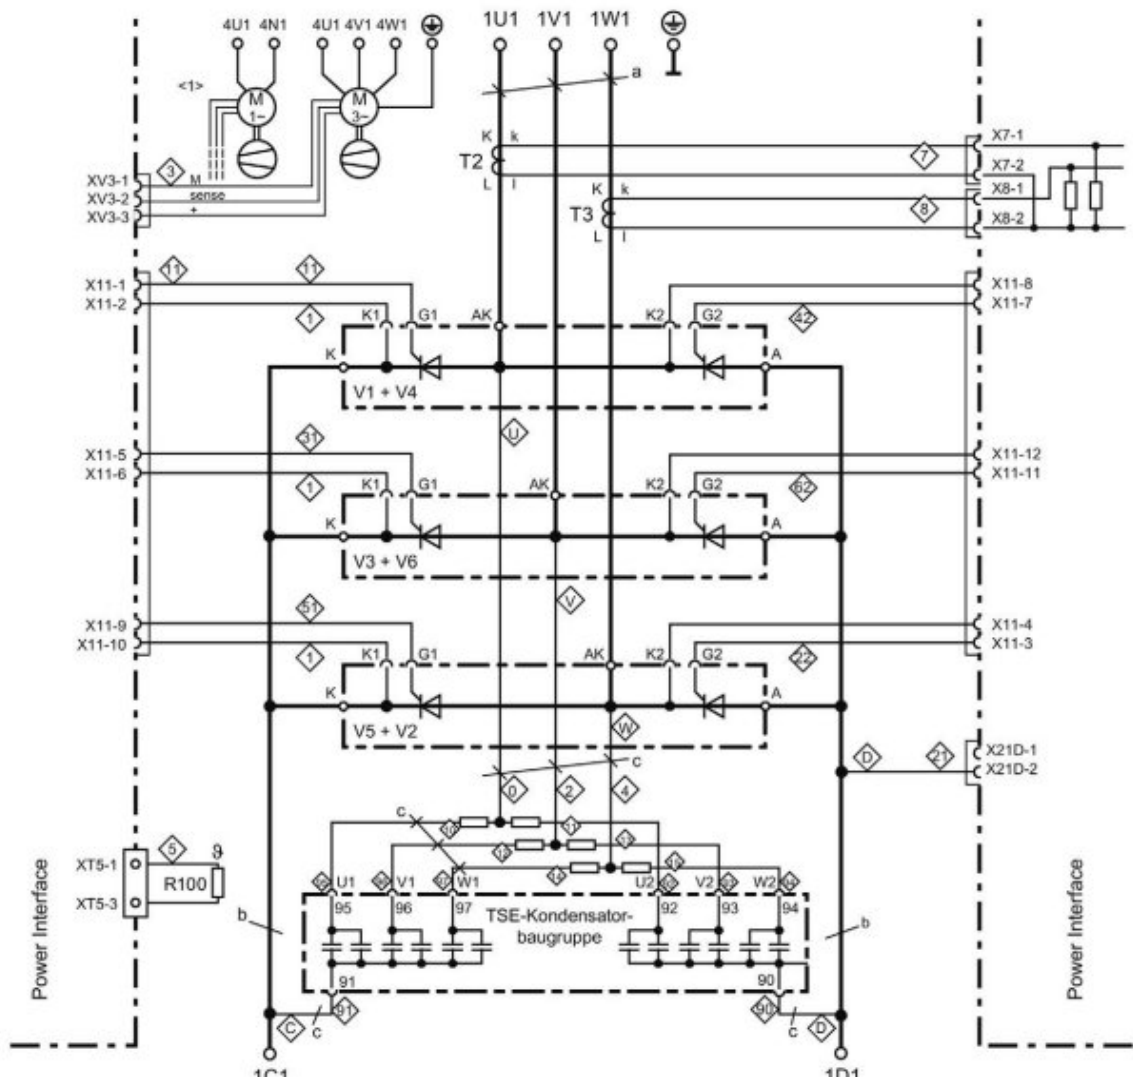 4U1 4N1 4U1 4V1 4W1 1U1 1V1 1W1
<1>
M
1~
M
3~
a
K k
T2
L l
K k
T3
L l
7
8
X7-1
X7-2
X8-1
X8-2
3
XV3-1
XV3-2
XV3-3
M
sense
+
11 11
X11-1
X11-2
1
K1 G1 AK K2 G2
K A
V1 + V4
42
X11-8
X11-7
U W
31
X11-5
X11-6
1
K1 G1 AK K2 G2
K A
V3 + V6
62
X11-12
X11-11
V
51
X11-9
X11-10
1
K1 G1 AK K2 G2
K A
V5 + V2
22
X11-4
X11-3
W
c
D 21
X21D-1
X21D-2
0 2 4
c
10 11
12 13
14 15
5
XT5-1
XT5-3
ϑ
R100
Power Interface
Power Interface
U1 V1 W1 U2 V2 W2
95 96 97 92 93 94
TSE-Kondensator-
baugruppe
b
b
91 90
C c 91 90 c D
1C1 1D1